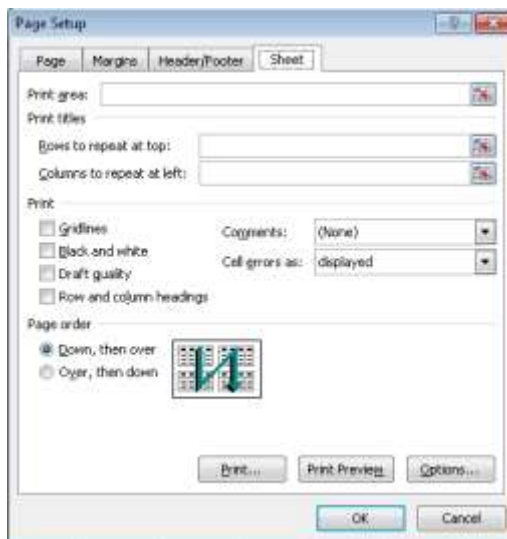 Page Setup
Page Margins Header/Footer Sheet
Print area:
Print titles
Rows to repeat at top:
Columns to repeat at left:
Print
Gridlines Comments: (None)
Black and white Cell errors as: displayed
Draft quality
Row and column headings
Page order
Down, then over
Over, then down
Print... Print Preview Options...
OK Cancel